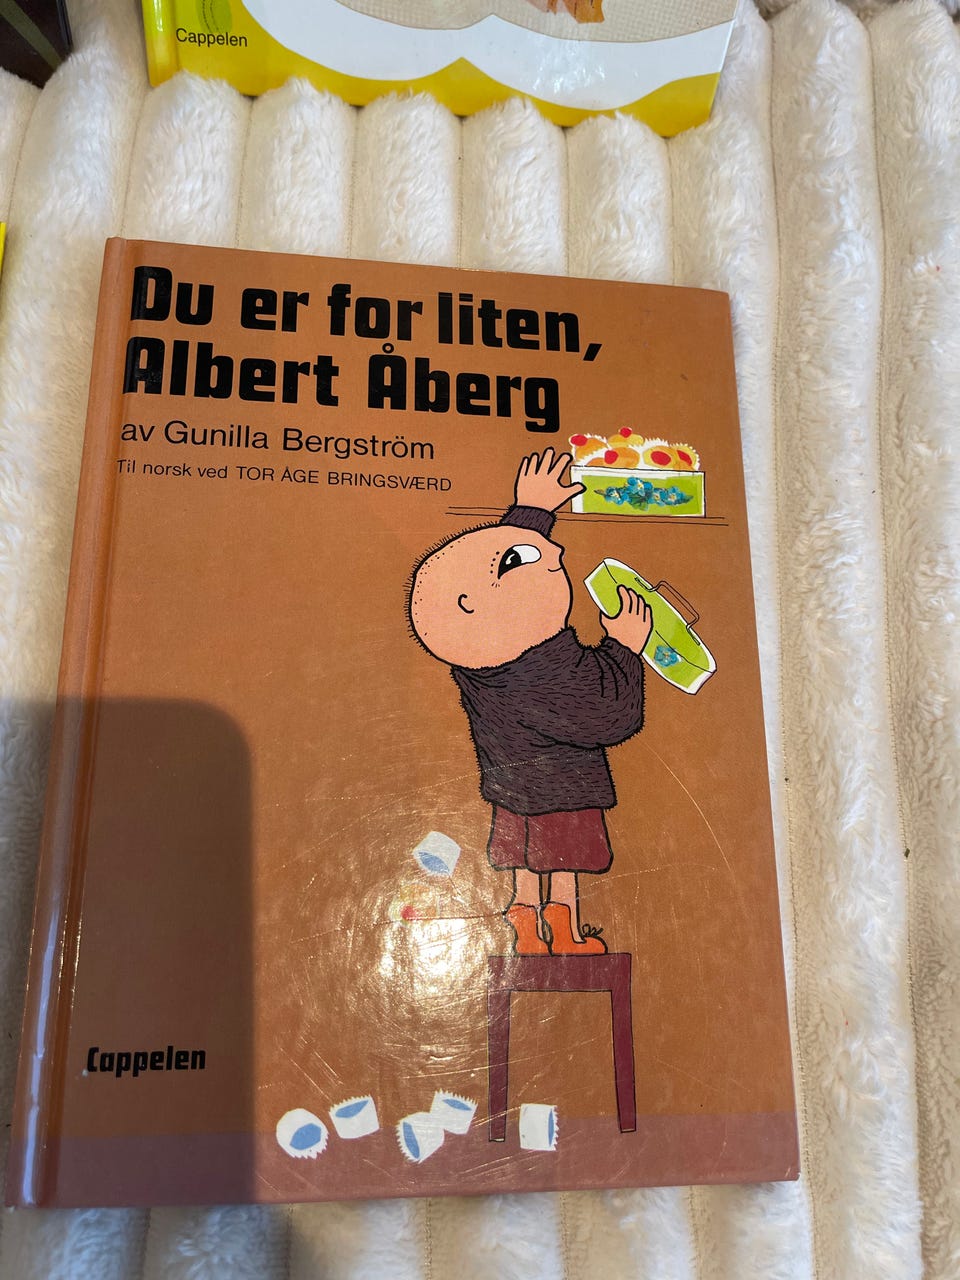 Cappelen
Du er for liten,
Albert Åberg
av Gunilla Bergström
Til norsk ved TOR ÅGE BRINGSVÆRD
Cappelen